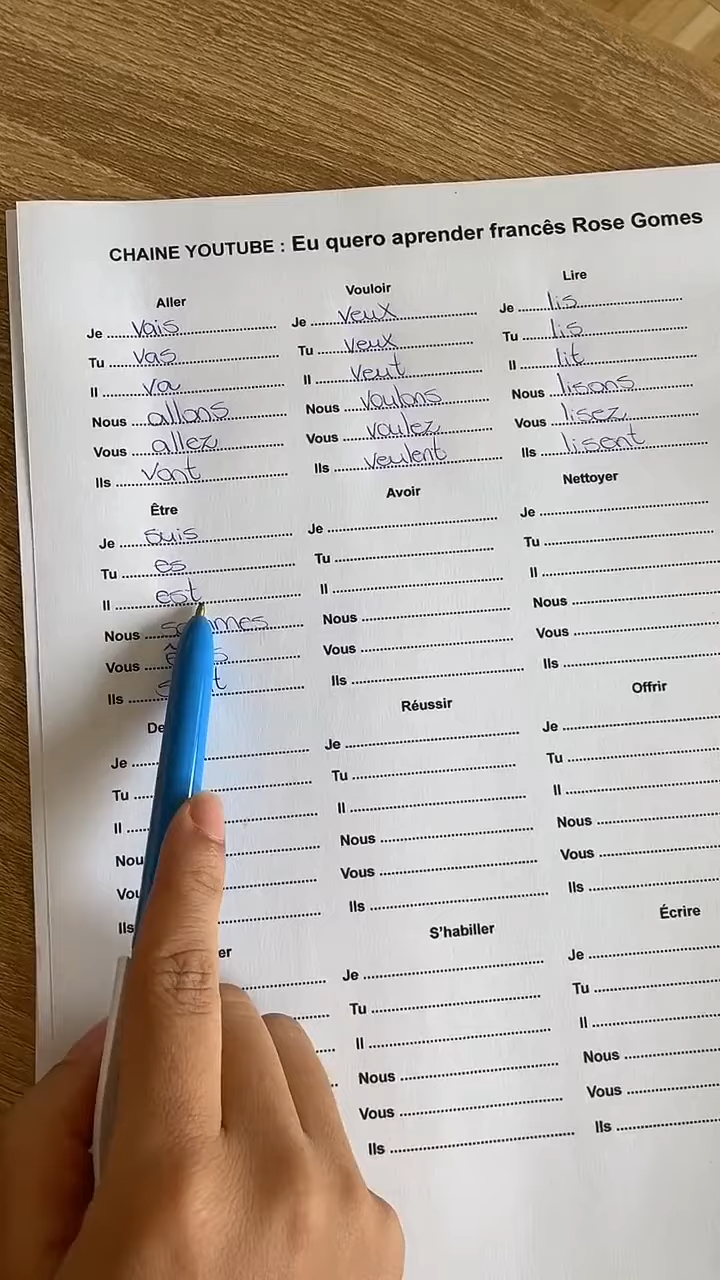 CHAINE YOUTUBE : Eu quero aprender francês Rose Gomes
Aller
Je vais
Tu vas
Il va
Nous allons
Vous allez
Ils vont
Vouloir
Je veux
Tu veux
Il veut
Nous voulons
Vous voulez
Ils veulent
Lire
Je lis
Tu lis
Il lit
Nous lisons
Vous lisez
Ils lisent
Être
Je suis
Tu es
Il est
Nous sommes
Vous
Ils
Avoir
Je
Tu
Il
Nous
Vous
Ils
Nettoyer
Je
Tu
Il
Nous
Vous
Ils
Je
Tu
Il
Ils
Réussir
Je
Tu
Il
Nous
Vous
Ils
Offrir
Je
Tu
Il
Nous
Vous
Ils
S'habiller
Je
Tu
Il
Nous
Vous
Ils
Écrire
Je
Tu
Il
Nous
Vous
Ils